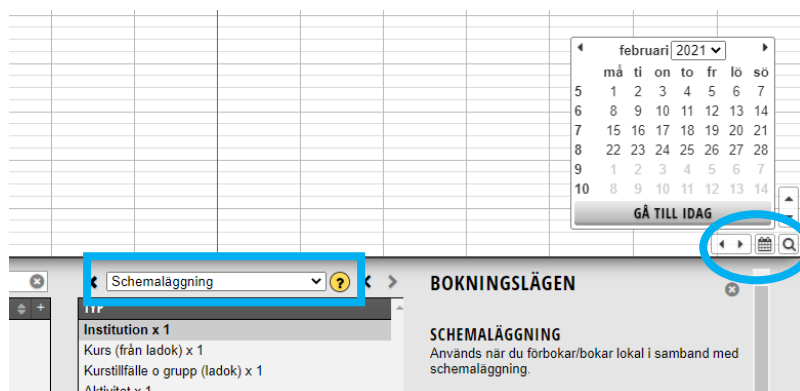 februari 2021
må ti on to fr lö sö
5 1 2 3 4 5 6 7
6 8 9 10 11 12 13 14
7 15 16 17 18 19 20 21
8 22 23 24 25 26 27 28
9 1 2 3 4 5 6 7
10 8 9 10 11 12 13 14
GÅ TILL IDAG
Schemaläggning ?
TYP
Institution x 1
Kurs (från ladok) x 1
Kurstillfälle o grupp (ladok) x 1
Aktivitet x 1
BOKNINGSLÄGEN
SCHEMALÄGGNING
Används när du förbokar/bokar lokal i samband med
schemaläggning.